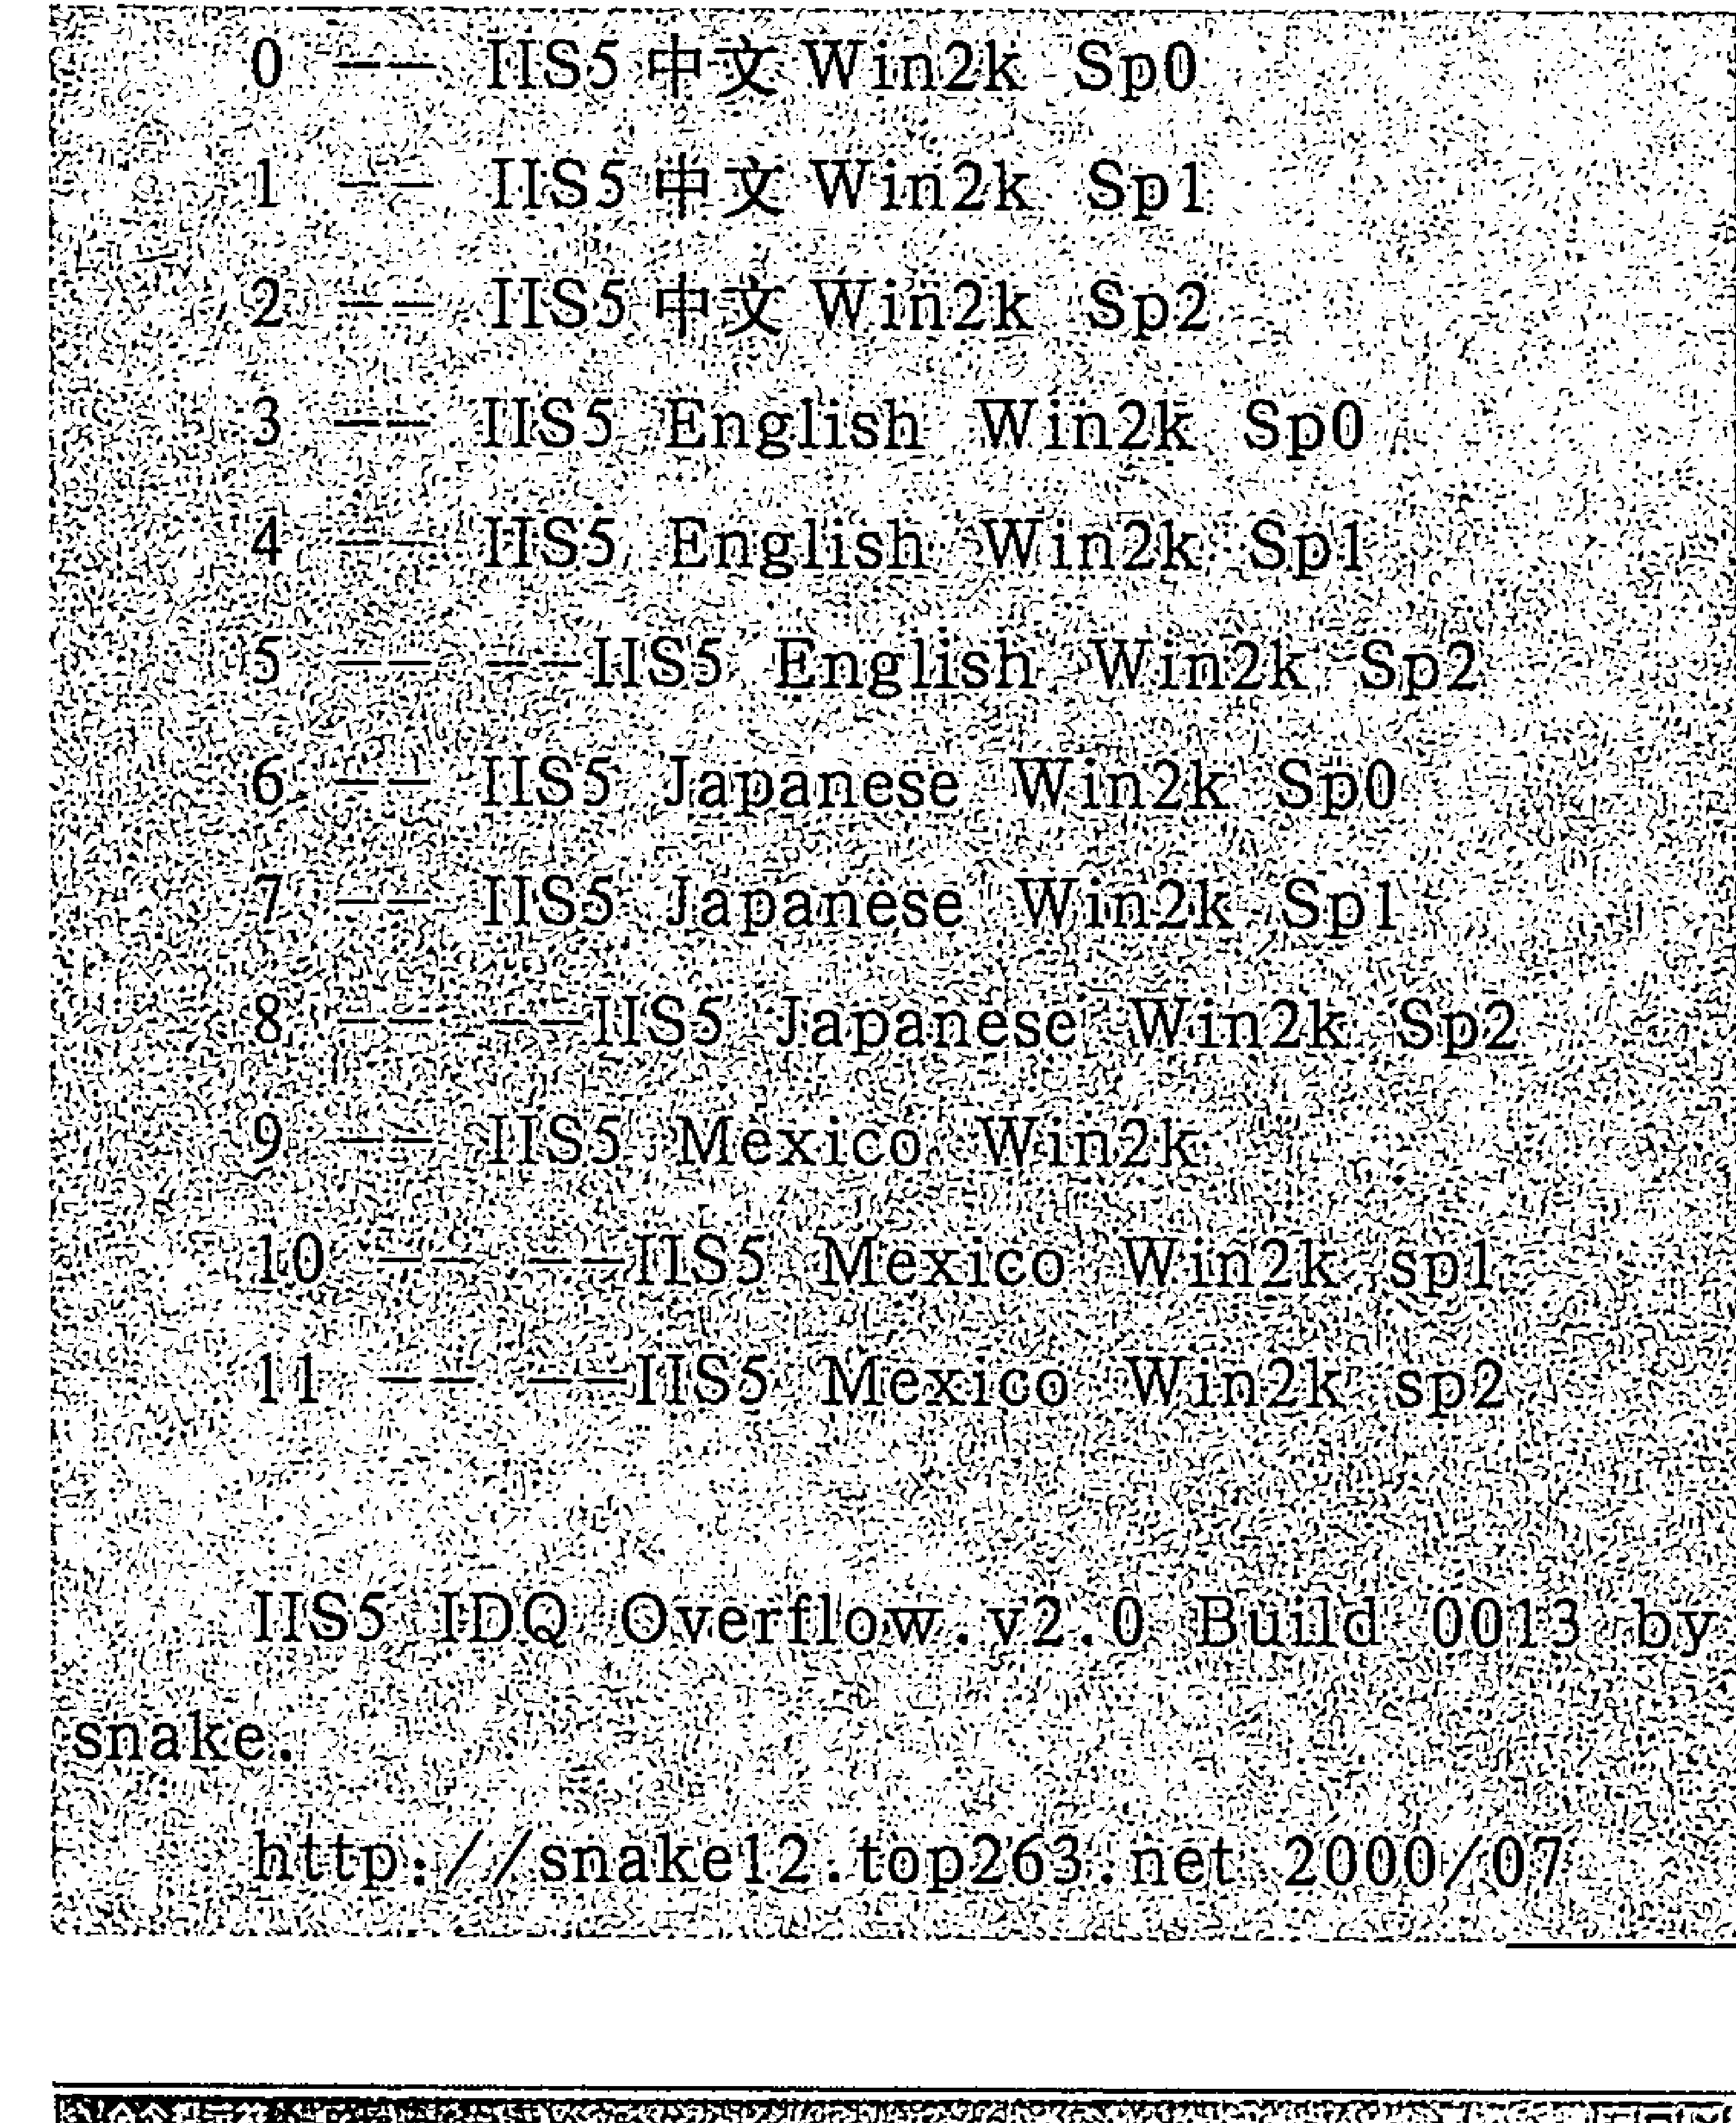 0 —— IIS5 中文 Win2k Sp0
1 —— IIS5 中文 Win2k Sp1
2 —— IIS5 中文 Win2k Sp2
3 —— IIS5 English Win2k Sp0
4 —— IIS5 English Win2k Sp1
5 —— ——IIS5 English Win2k Sp2
6 —— IIS5 Japanese Win2k Sp0
7 —— IIS5 Japanese Win2k Sp1
8 —— ——IIS5 Japanese Win2k Sp2
9 —— IIS5 Mexico Win2k
10 —— ——IIS5 Mexico Win2k sp1
11 —— ——IIS5 Mexico Win2k sp2
IIS5 IDQ Overflow.v2.0 Build 0013 by
snake.
http://snake12.top263.net 2000/07